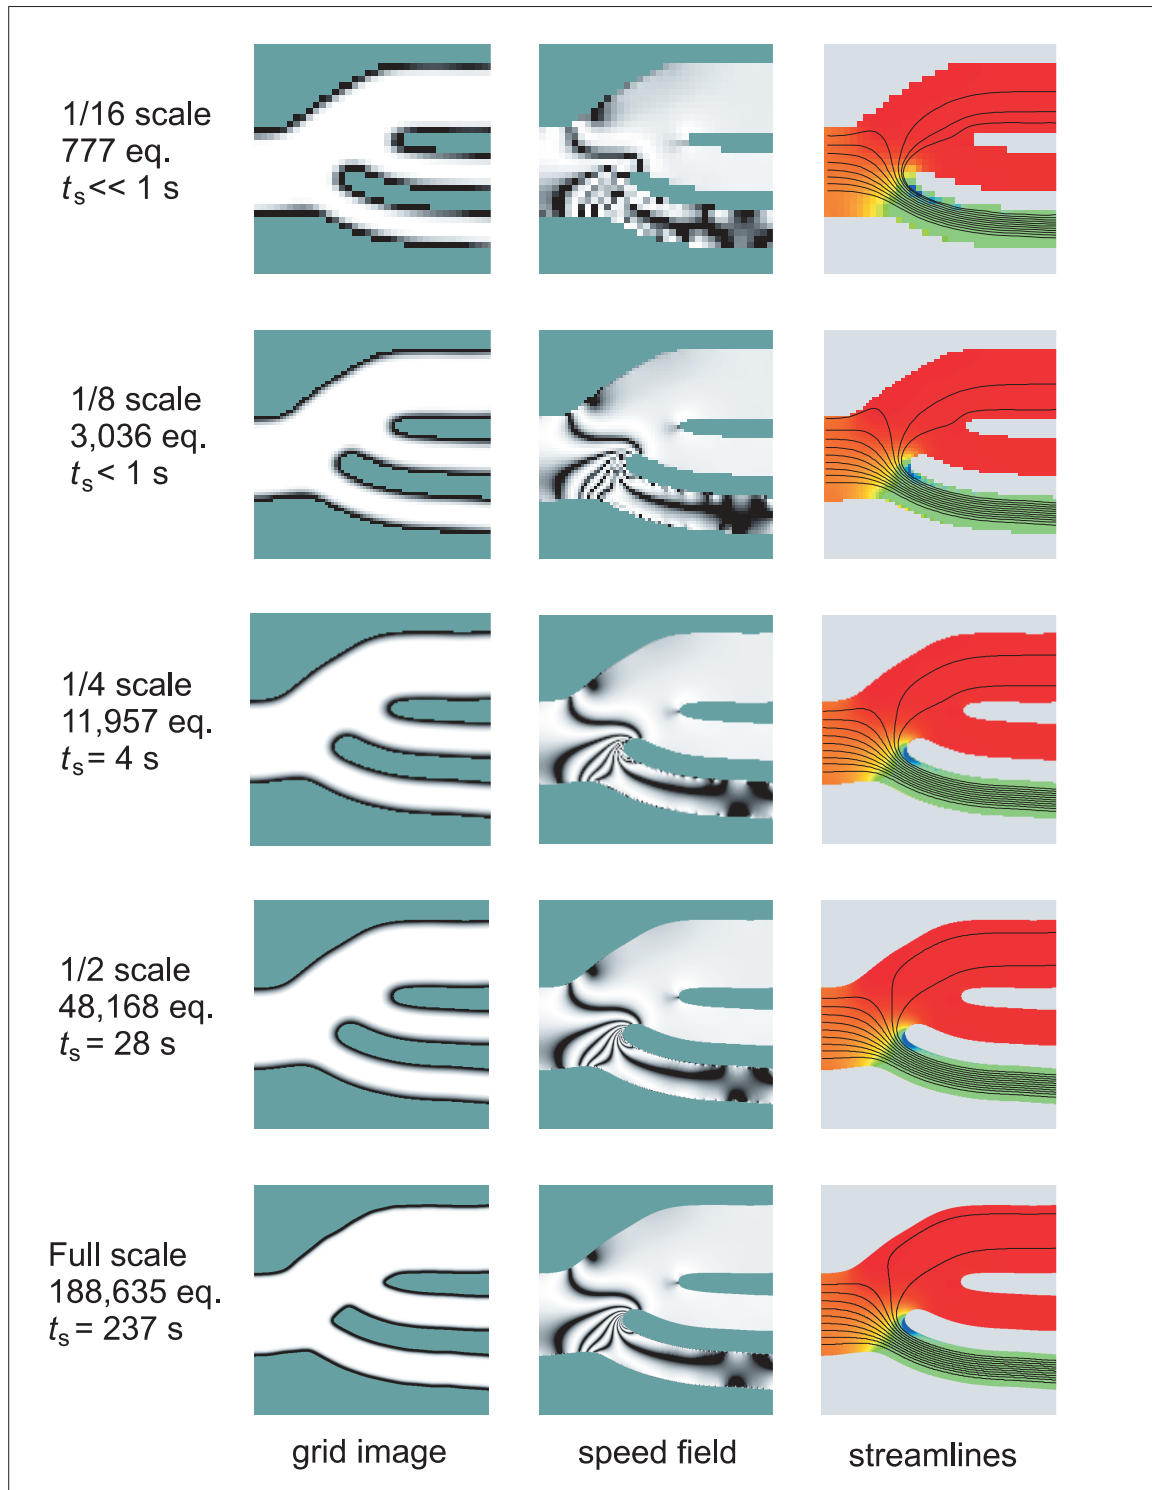 1/16 scale
777 eq.
ts << 1 s
1/8 scale
3,036 eq.
ts < 1 s
1/4 scale
11,957 eq.
ts = 4 s
1/2 scale
48,168 eq.
ts = 28 s
Full scale
188,635 eq.
ts = 237 s
grid image
speed field
streamlines